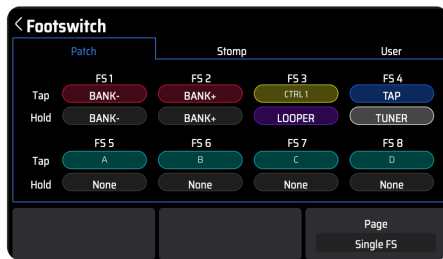 < Footswitch
Patch Stomp User
FS 1 FS 2 FS 3 FS 4
Tap BANK- BANK+ CTRL 1 TAP
Hold BANK- BANK+ LOOPER TUNER
FS 5 FS 6 FS 7 FS 8
Tap A B C D
Hold None None None None
Page
Single FS